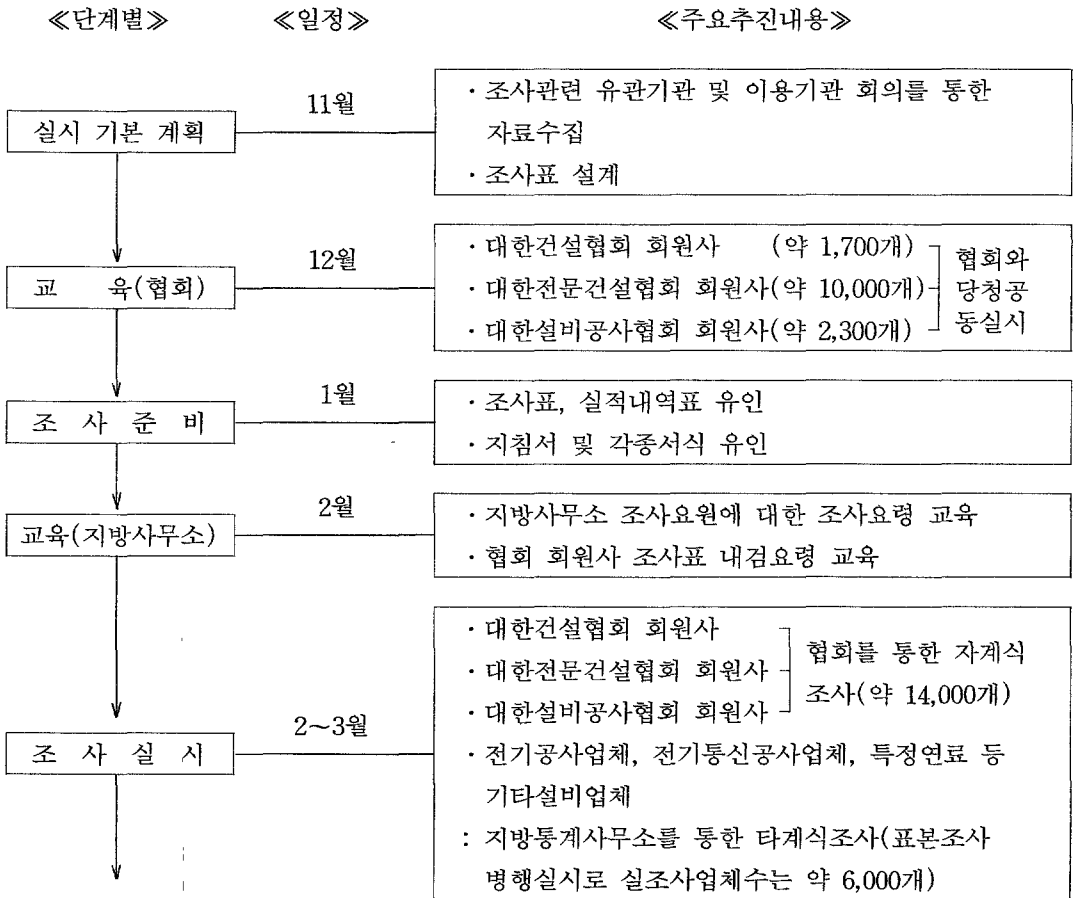 ≪단계별≫ ≪일정≫ ≪주요추진내용≫
실시 기본 계획
11월
· 조사관련 유관기관 및 이용기관 회의를 통한
자료수집
· 조사표 설계
교 육(협회)
12월
· 대한건설협회 회원사 (약 1,700개)
· 대한전문건설협회 회원사(약 10,000개)
· 대한설비공사협회 회원사(약 2,300개)
협회와
당청공
동실시
조 사 준 비
1월
· 조사표, 실적내역표 유인
· 지침서 및 각종서식 유인
교육(지방사무소)
2월
· 지방사무소 조사요원에 대한 조사요령 교육
· 협회 회원사 조사표 내검요령 교육
조 사 실 시
2∼3월
· 대한건설협회 회원사
· 대한전문건설협회 회원사
· 대한설비공사협회 회원사
협회를 통한 자계식
조사(약 14,000개)
· 전기공사업체, 전기통신공사업체, 특정연료 등
기타설비업체
: 지방통계사무소를 통한 타계식조사(표본조사
병행실시로 실조사업체수는 약 6,000개)